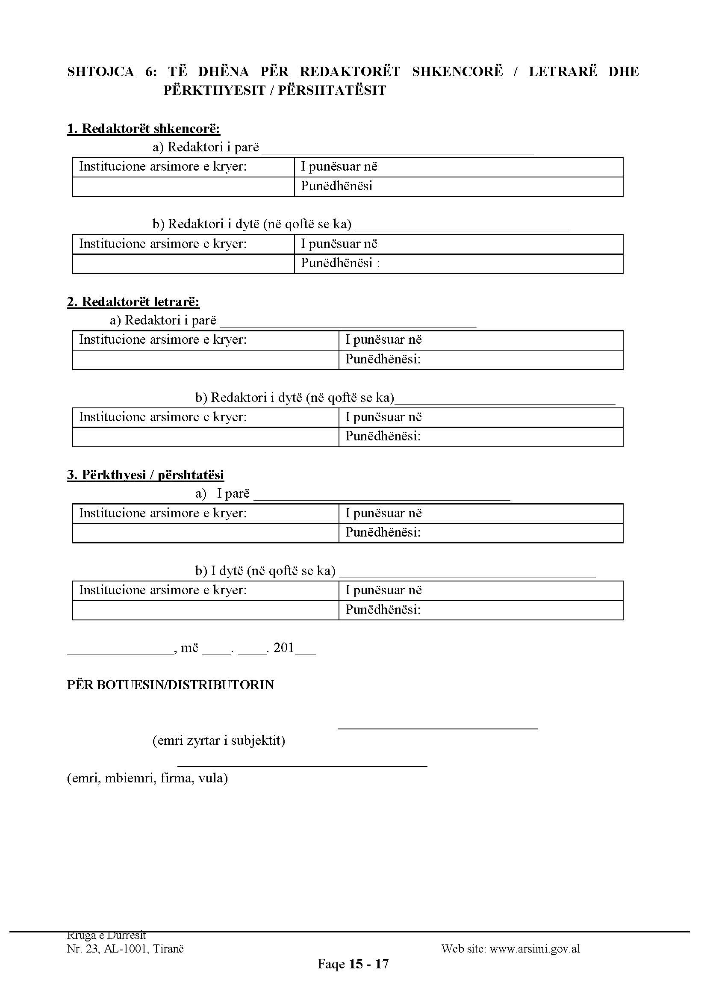 SHTOJCA 6: TË DHËNA PËR REDAKTORËT SHKENCORË / LETRARË DHE
PËRKTHYESIT / PËRSHTATËSIT
1. Redaktorët shkencorë:
a) Redaktori i parë ______________________________________
Institucione arsimore e kryer: I punësuar në
Punëdhënësi
b) Redaktori i dytë (në qoftë se ka) ______________________________
Institucione arsimore e kryer: I punësuar në
Punëdhënësi :
2. Redaktorët letrarë:
a) Redaktori i parë ____________________________________
Institucione arsimore e kryer: I punësuar në
Punëdhënësi:
b) Redaktori i dytë (në qoftë se ka)_______________________________
Institucione arsimore e kryer: I punësuar në
Punëdhënësi:
3. Përkthyesi / përshtatësi
a) I parë ____________________________________
Institucione arsimore e kryer: I punësuar në
Punëdhënësi:
b) I dytë (në qoftë se ka) ____________________________________
Institucione arsimore e kryer: I punësuar në
Punëdhënësi:
_______________, më ____. ____. 201___
PËR BOTUESIN/DISTRIBUTORIN
____________________________
(emri zyrtar i subjektit)
___________________________________
(emri, mbiemri, firma, vula)
Rruga e Durresit
Nr. 23, AL-1001, Tiranë Web site: www.arsimi.gov.al
Faqe 15 - 17